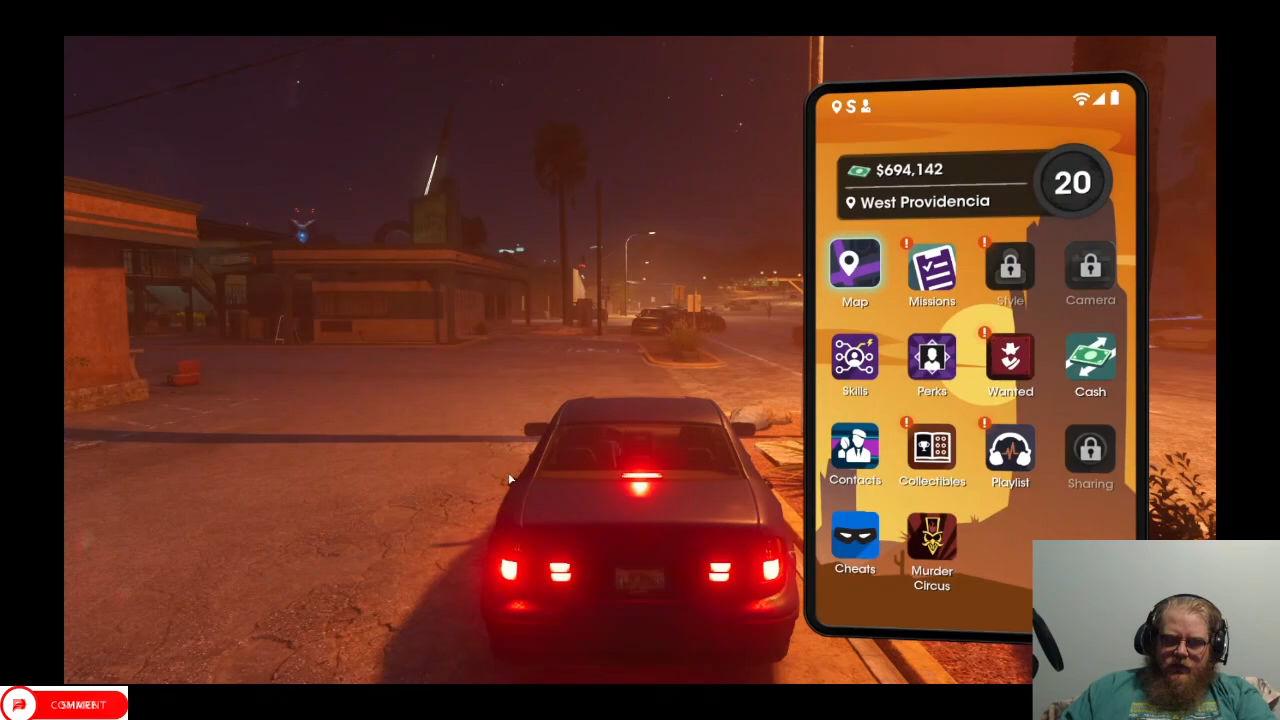 $694,142
20
West Providencia
Map
Missions
Style
Camera
Skills
Perks
Wanted
Cash
Contacts
Collectibles
Playlist
Sharing
Cheats
Murder
Circus